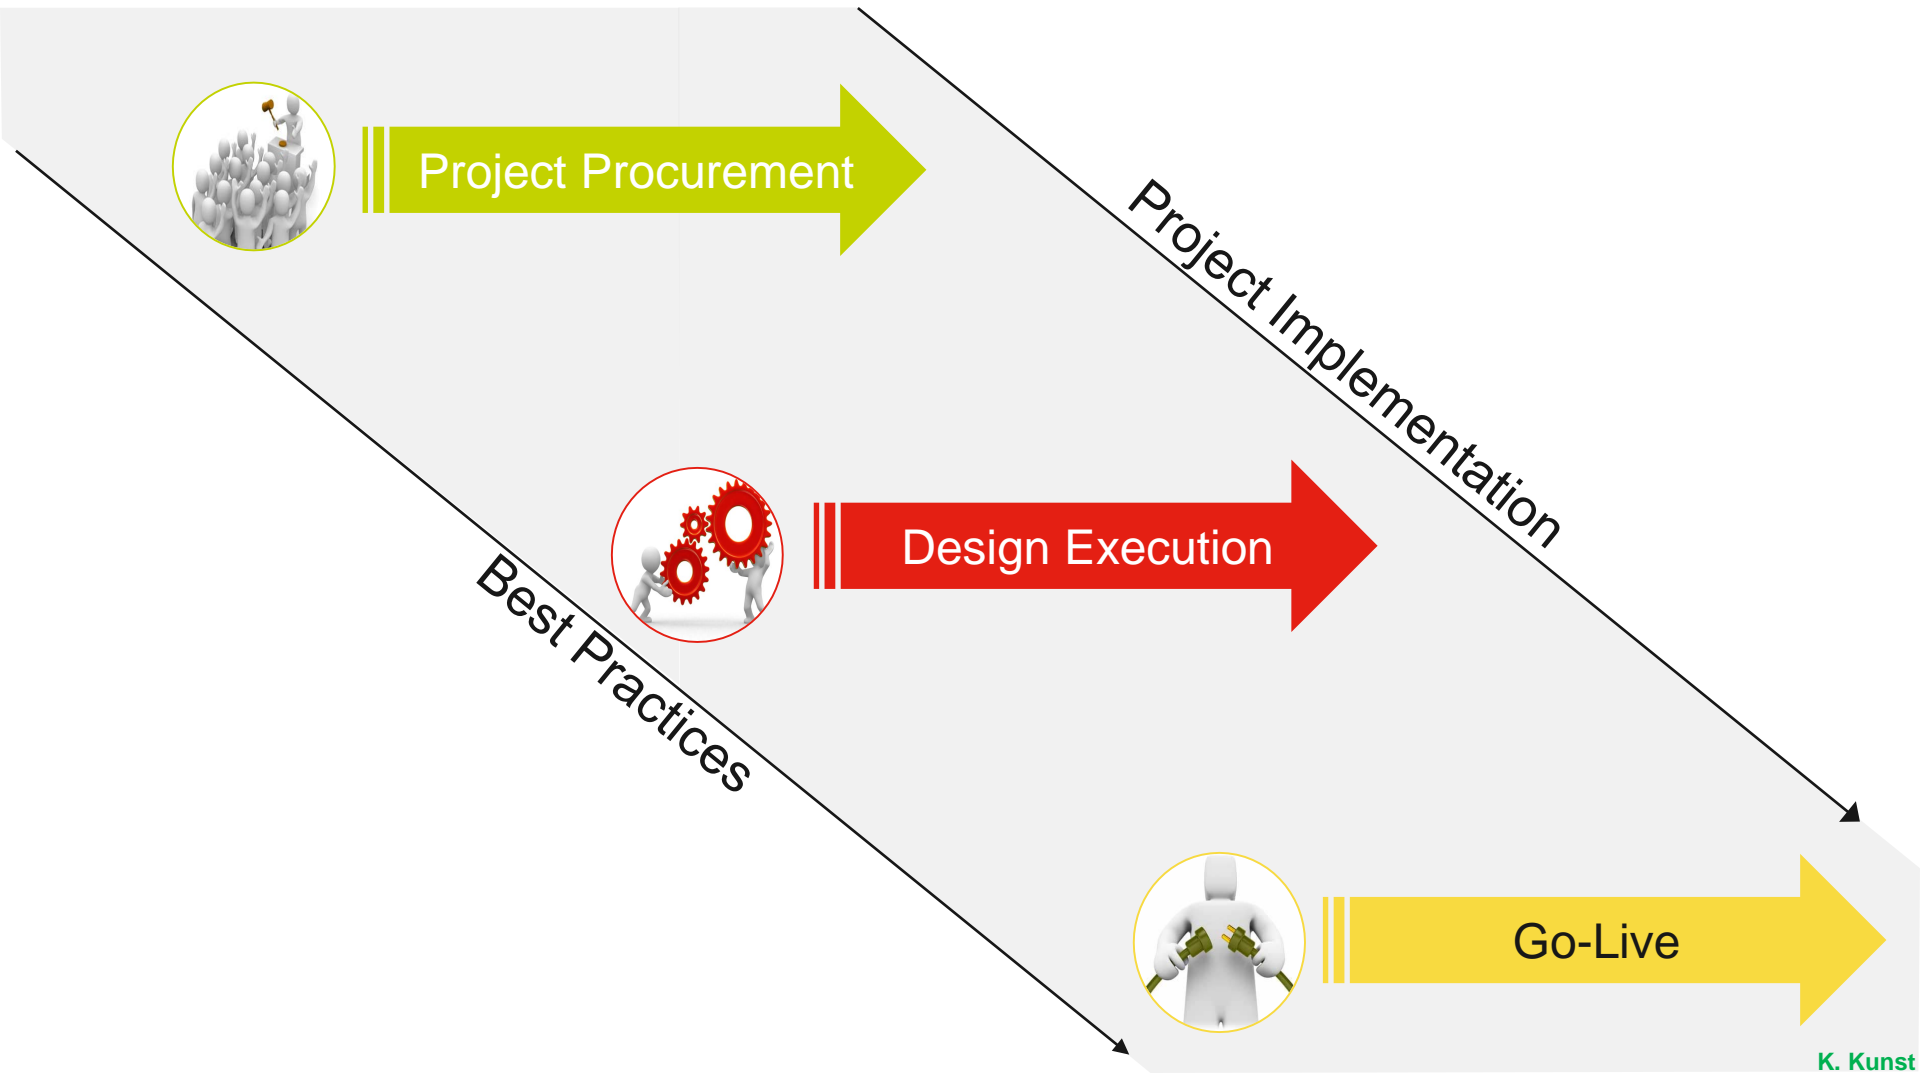 Project Procurement
Project Implementation
Design Execution
Best Practices
Go-Live
K. Kunst